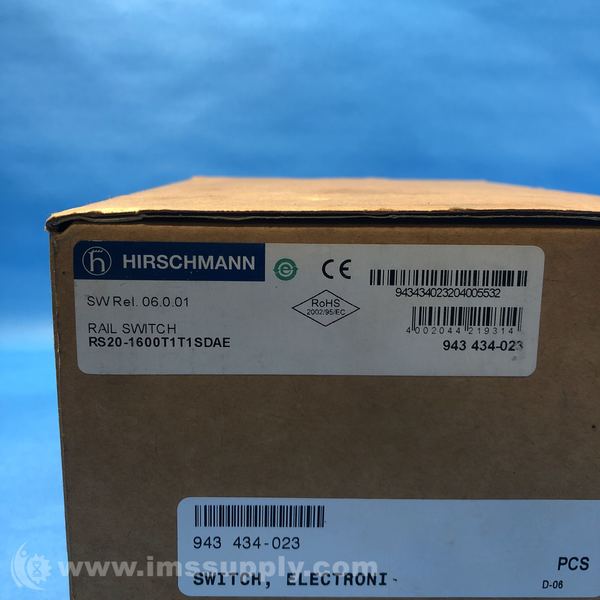 HIRSCHMANN
CE
943434023204005532
SW Rel. 06.0.01
RoHS
2002/95/EC
4 002044 219314
RAIL SWITCH
RS20-1600T1T1SDAE
943 434-023
943 434-023
PCS
SWITCH, ELECTRONI-
D-06
www.imssupply.com